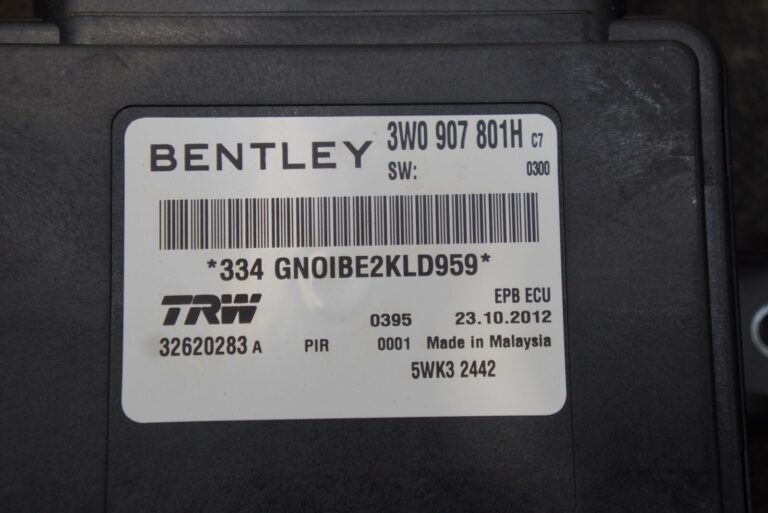 BENTLEY 3W0 907 801H C7
SW: 0300
*334 GNOIBE2KLD959*
TRW EPB ECU
0395 23.10.2012
32620283 A PIR 0001 Made in Malaysia
5WK3 2442